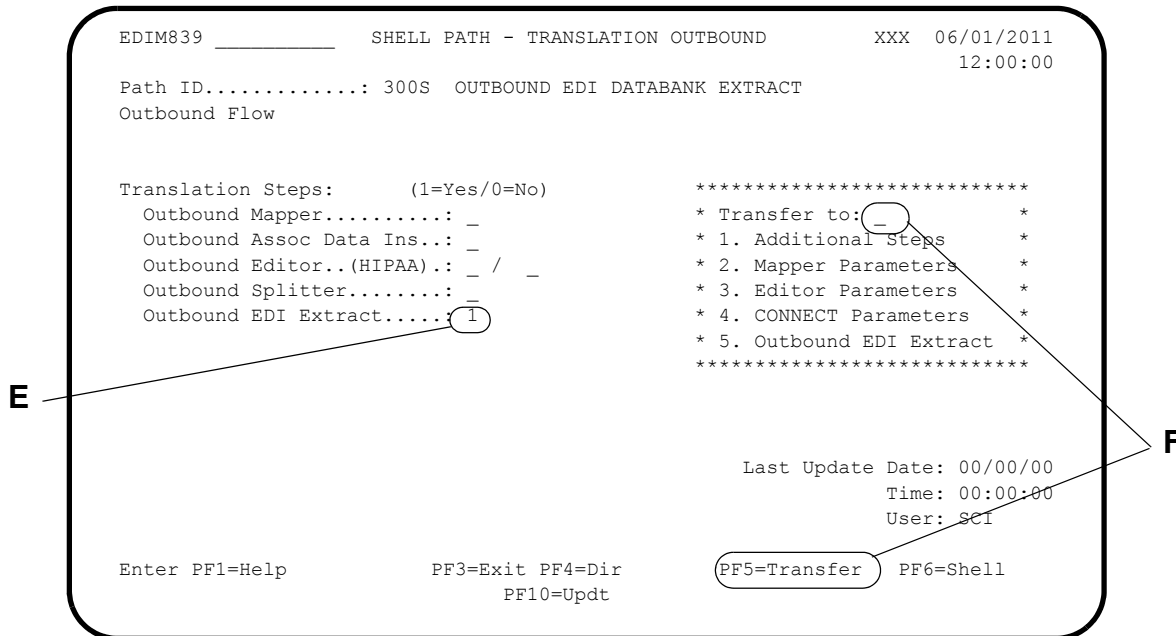 EDIM839 __________ SHELL PATH - TRANSLATION OUTBOUND XXX 06/01/2011
12:00:00
Path ID.............: 300S OUTBOUND EDI DATABANK EXTRACT
Outbound Flow
Translation Steps: (1=Yes/0=No) ****************************
Outbound Mapper..........: _ * Transfer to: _ *
Outbound Assoc Data Ins..: _ * 1. Additional Steps *
Outbound Editor..(HIPAA).: _ / _ * 2. Mapper Parameters *
Outbound Splitter........: _ * 3. Editor Parameters *
Outbound EDI Extract.....: 1 * 4. CONNECT Parameters *
* 5. Outbound EDI Extract *
****************************
E
F
Last Update Date: 00/00/00
Time: 00:00:00
User: SCI
Enter PF1=Help PF3=Exit PF4=Dir PF5=Transfer PF6=Shell
PF10=Updt